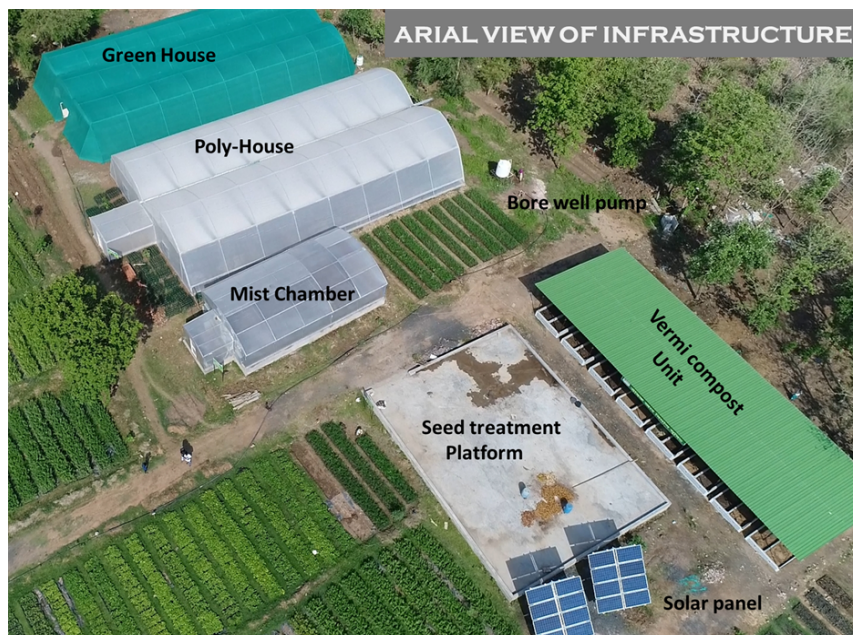 ARIAL VIEW OF INFRASTRUCTURE
Green House
Poly-House
Bore well pump
Mist Chamber
Vermi compost
Unit
Seed treatment
Platform
Solar panel